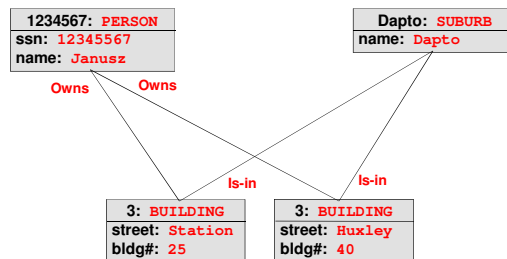 1234567: PERSON
ssn: 12345567
name: Janusz
Dapto: SUBURB
name: Dapto
Owns
Owns
Is-in
Is-in
3: BUILDING
street: Station
bldg#: 25
3: BUILDING
street: Huxley
bldg#: 40